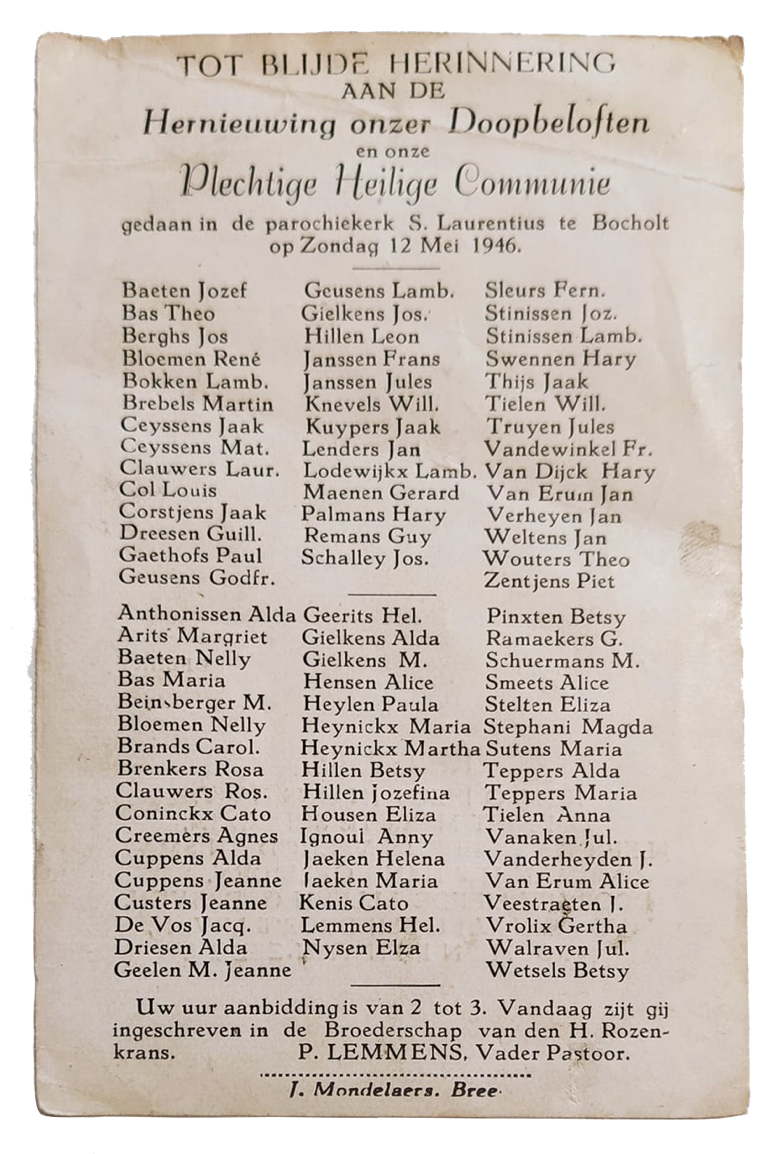 TOT BLIJDE HERINNERING
AAN DE
Hernieuwing onzer Doopbeloften
en onze
Plechtige Heilige Communie
gedaan in de parochiekerk S. Laurentius te Bocholt
op Zondag 12 Mei 1946.
Baeten Jozef
Bas Theo
Berghs Jos
Bloemen René
Bokken Lamb.
Brebels Martin
Ceyssens Jaak
Ceyssens Mat.
Clauwers Laur.
Col Louis
Corstjens Jaak
Dreesen Guill.
Gaethofs Paul
Geusens Godfr.
Geusens Lamb.
Gielkens Jos.
Hillen Leon
Janssen Frans
Janssen Jules
Knevels Will.
Kuypers Jaak
Lenders Jan
Lodewijkx Lamb.
Maenen Gerard
Palmans Hary
Remans Guy
Schalley Jos.
Sleurs Fern.
Stinissen Joz.
Stinissen Lamb.
Swennen Hary
Thijs Jaak
Tielen Will.
Truyen Jules
Vandewinkel Fr.
Van Dijck Hary
Van Erum Jan
Verheyen Jan
Weltens Jan
Wouters Theo
Zentjens Piet
Anthonissen Alda
Arits Margriet
Baeten Nelly
Bas Maria
Beinsberger M.
Bloemen Nelly
Brands Carol.
Brenkers Rosa
Clauwers Ros.
Coninckx Cato
Creemers Agnes
Cuppens Alda
Cuppens Jeanne
Custers Jeanne
De Vos Jacq.
Driesen Alda
Geelen M. Jeanne
Geerits Hel.
Gielkens Alda
Gielkens M.
Hensen Alice
Heylen Paula
Heynickx Maria
Heynickx Martha
Hillen Betsy
Hillen Jozefina
Housen Eliza
Ignoul Anny
Jaeken Helena
Jaeken Maria
Kenis Cato
Lemmens Hel.
Nysen Elza
Pinxten Betsy
Ramaekers G.
Schuermans M.
Smeets Alice
Stelten Eliza
Stephani Magda
Sutens Maria
Teppers Alda
Teppers Maria
Tielen Anna
Vanaken Jul.
Vanderheyden J.
Van Erum Alice
Veestraeten J.
Vrolix Gertha
Walraven Jul.
Wetsels Betsy
Uw uur aanbidding is van 2 tot 3. Vandaag zijt gij
ingeschreven in de Broederschap van den H. Rozen-
krans. P. LEMMENS, Vader Pastoor.
J. Mondelaers. Bree.